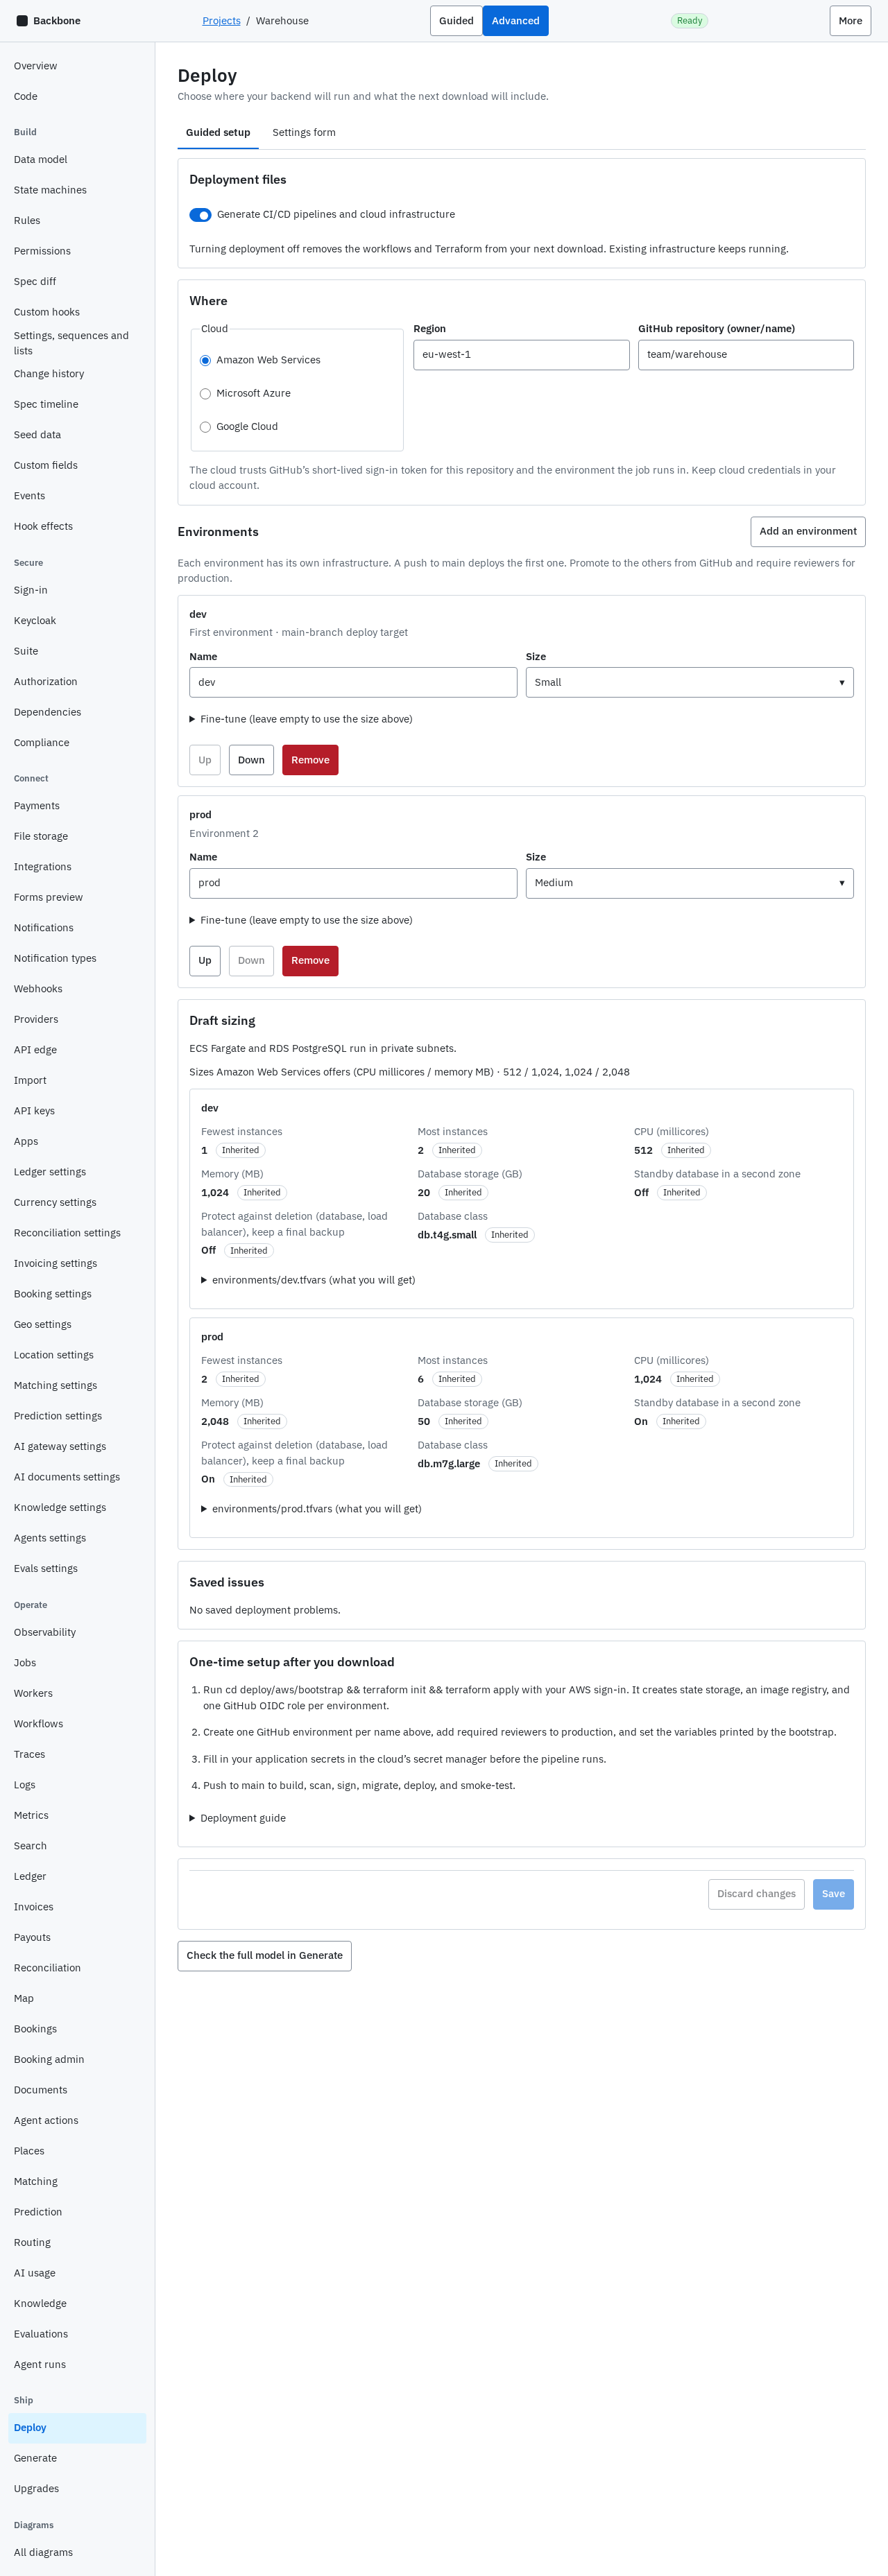 Backbone
Projects / Warehouse
Guided
Advanced
Ready
More
Overview
Code
Build
Data model
State machines
Rules
Permissions
Spec diff
Custom hooks
Settings, sequences and
lists
Change history
Spec timeline
Seed data
Custom fields
Events
Hook effects
Secure
Sign-in
Keycloak
Suite
Authorization
Dependencies
Compliance
Connect
Payments
File storage
Integrations
Forms preview
Notifications
Notification types
Webhooks
Providers
API edge
Import
API keys
Apps
Ledger settings
Currency settings
Reconciliation settings
Invoicing settings
Booking settings
Geo settings
Location settings
Matching settings
Prediction settings
AI gateway settings
AI documents settings
Knowledge settings
Agents settings
Evals settings
Operate
Observability
Jobs
Workers
Workflows
Traces
Logs
Metrics
Search
Ledger
Invoices
Payouts
Reconciliation
Map
Bookings
Booking admin
Documents
Agent actions
Places
Matching
Prediction
Routing
AI usage
Knowledge
Evaluations
Agent runs
Ship
Deploy
Generate
Upgrades
Diagrams
All diagrams
Deploy
Choose where your backend will run and what the next download will include.
Guided setup
Settings form
Deployment files
Generate CI/CD pipelines and cloud infrastructure
Turning deployment off removes the workflows and Terraform from your next download. Existing infrastructure keeps running.
Where
Cloud
Amazon Web Services
Microsoft Azure
Google Cloud
Region
eu-west-1
GitHub repository (owner/name)
team/warehouse
The cloud trusts GitHub’s short-lived sign-in token for this repository and the environment the job runs in. Keep cloud credentials in your
cloud account.
Environments
Add an environment
Each environment has its own infrastructure. A push to main deploys the first one. Promote to the others from GitHub and require reviewers for
production.
dev
First environment · main-branch deploy target
Name
Size
dev
Small
Fine-tune (leave empty to use the size above)
Up
Down
Remove
prod
Environment 2
Name
Size
prod
Medium
Fine-tune (leave empty to use the size above)
Up
Down
Remove
Draft sizing
ECS Fargate and RDS PostgreSQL run in private subnets.
Sizes Amazon Web Services offers (CPU millicores / memory MB) · 512 / 1,024, 1,024 / 2,048
dev
Fewest instances
1 Inherited
Most instances
2 Inherited
CPU (millicores)
512 Inherited
Memory (MB)
1,024 Inherited
Database storage (GB)
20 Inherited
Standby database in a second zone
Off Inherited
Protect against deletion (database, load
balancer), keep a final backup
Off Inherited
Database class
db.t4g.small Inherited
environments/dev.tfvars (what you will get)
prod
Fewest instances
2 Inherited
Most instances
6 Inherited
CPU (millicores)
1,024 Inherited
Memory (MB)
2,048 Inherited
Database storage (GB)
50 Inherited
Standby database in a second zone
On Inherited
Protect against deletion (database, load
balancer), keep a final backup
On Inherited
Database class
db.m7g.large Inherited
environments/prod.tfvars (what you will get)
Saved issues
No saved deployment problems.
One-time setup after you download
1. Run cd deploy/aws/bootstrap && terraform init && terraform apply with your AWS sign-in. It creates state storage, an image registry, and
one GitHub OIDC role per environment.
2. Create one GitHub environment per name above, add required reviewers to production, and set the variables printed by the bootstrap.
3. Fill in your application secrets in the cloud’s secret manager before the pipeline runs.
4. Push to main to build, scan, sign, migrate, deploy, and smoke-test.
Deployment guide
Discard changes
Save
Check the full model in Generate